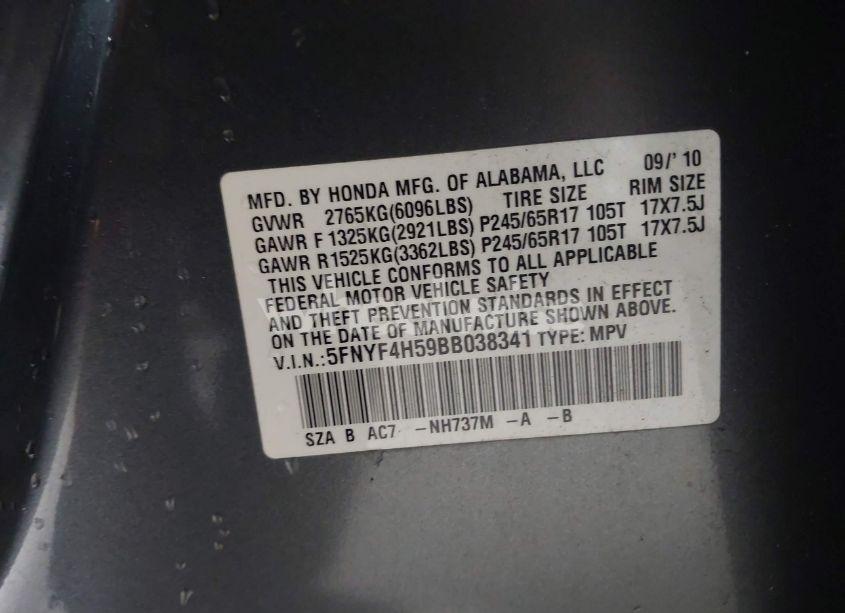 MFD. BY HONDA MFG. OF ALABAMA, LLC 09/' 10
GVWR 2765KG(6096LBS) TIRE SIZE RIM SIZE
GAWR F 1325KG(2921LBS) P245/65R17 105T 17X7.5J
GAWR R1525KG(3362LBS) P245/65R17 105T 17X7.5J
THIS VEHICLE CONFORMS TO ALL APPLICABLE
FEDERAL MOTOR VEHICLE SAFETY
AND THEFT PREVENTION STANDARDS IN EFFECT
ON THE DATE OF MANUFACTURE SHOWN ABOVE.
V.I.N.:5FNYF4H59BB038341 TYPE: MPV
SZA B AC7 -NH737M -A -B